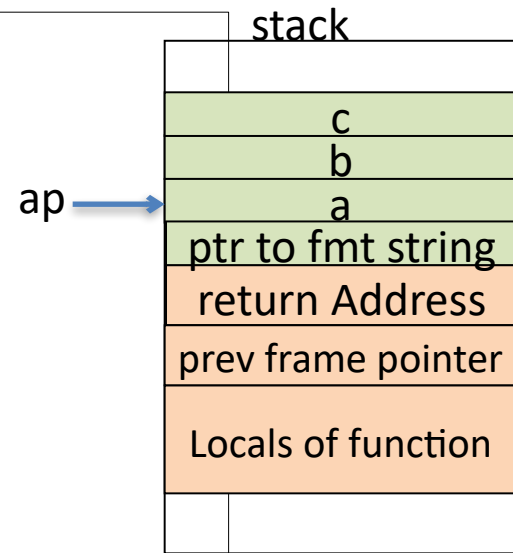 stack
c
b
ap
a
ptr to fmt string
return Address
prev frame pointer
Locals of function